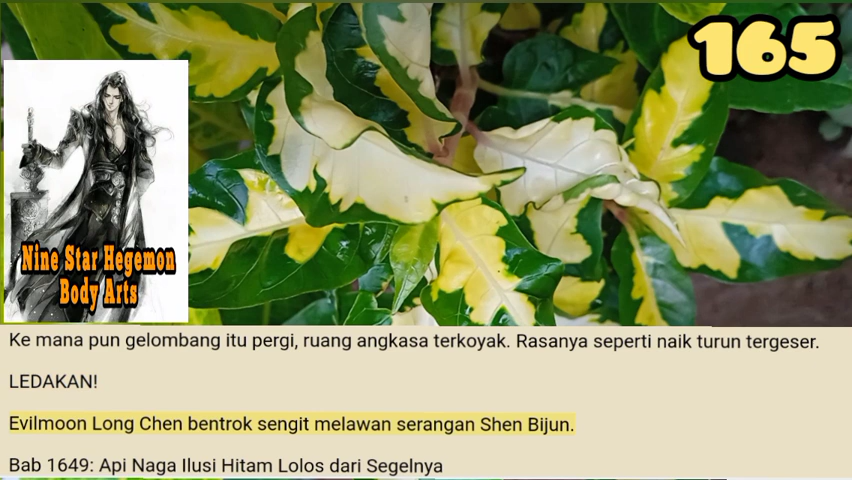 165
Nine Star Hegemon
Body Arts
Ke mana pun gelombang itu pergi, ruang angkasa terkoyak. Rasanya seperti naik turun tergeser.
LEDAKAN!
Evilmoon Long Chen bentrok sengit melawan serangan Shen Bijun.
Bab 1649: Api Naga Ilusi Hitam Lolos dari Segelnya